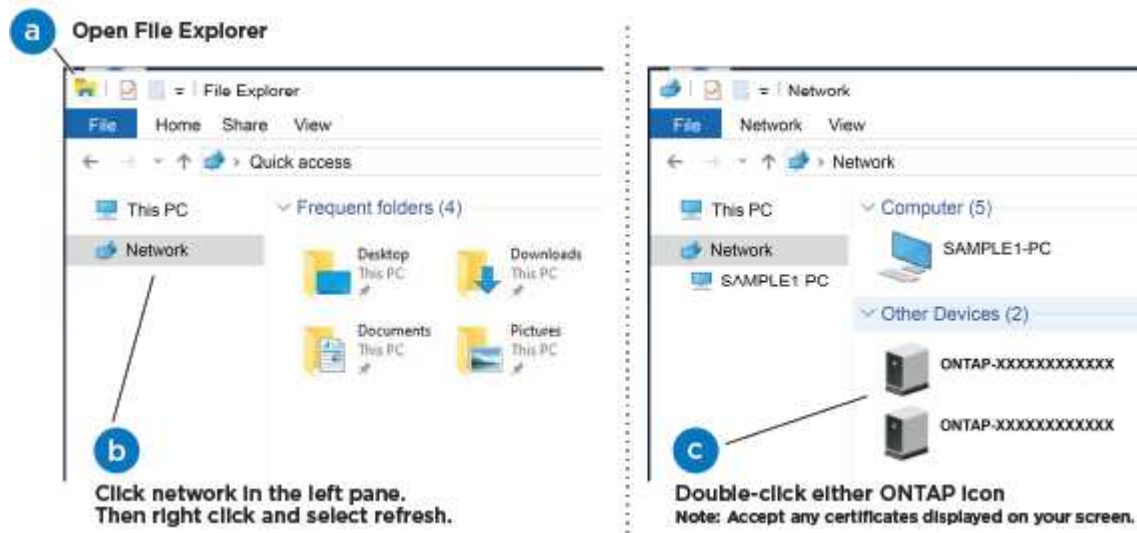 a Open File Explorer
File Explorer
File Home Share View
Quick access
This PC
Network
Frequent folders (4)
Desktop
This PC
Downloads
This PC
Documents
This PC
Pictures
This PC
b
Click network in the left pane.
Then right click and select refresh.
Network
File Network View
Network
This PC
Network
SAMPLE1 PC
Computer (5)
SAMPLE1-PC
Other Devices (2)
ONTAP-XXXXXXXXXXXX
ONTAP-XXXXXXXXXXXX
c
Double-click either ONTAP icon
Note: Accept any certificates displayed on your screen.